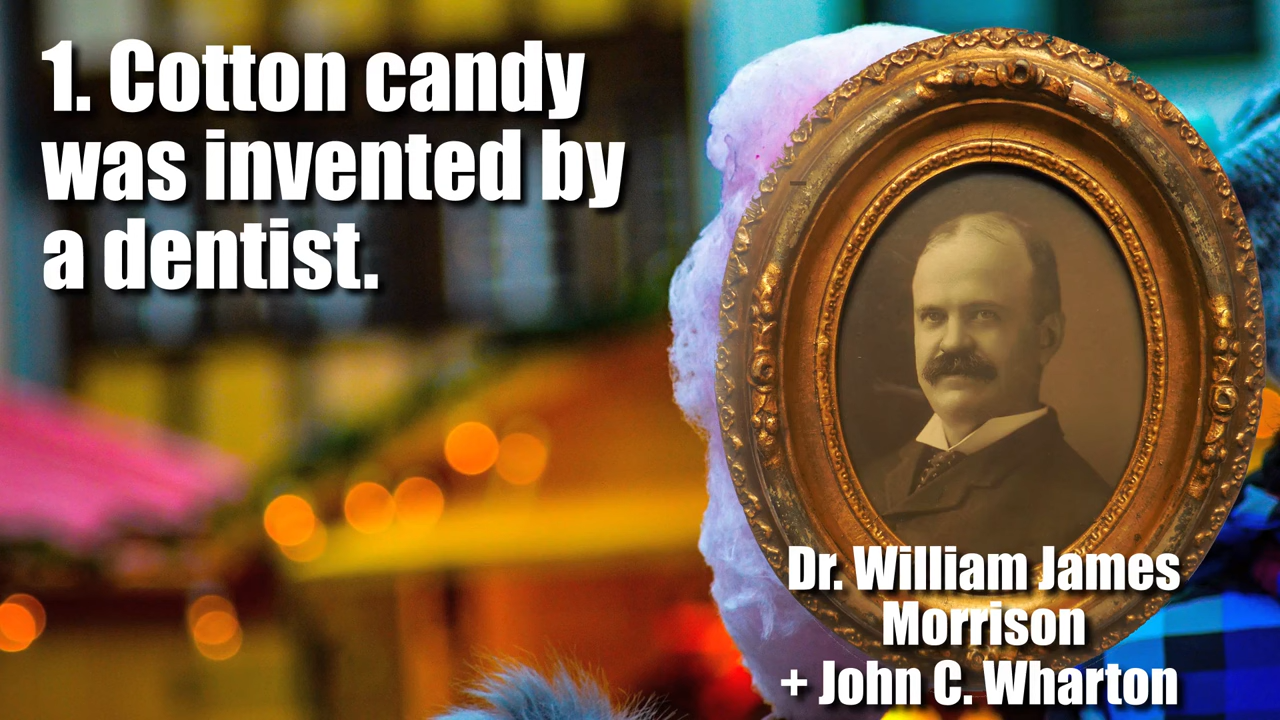 1. Cotton candy
was invented by
a dentist.
Dr. William James
Morrison
+ John C. Wharton